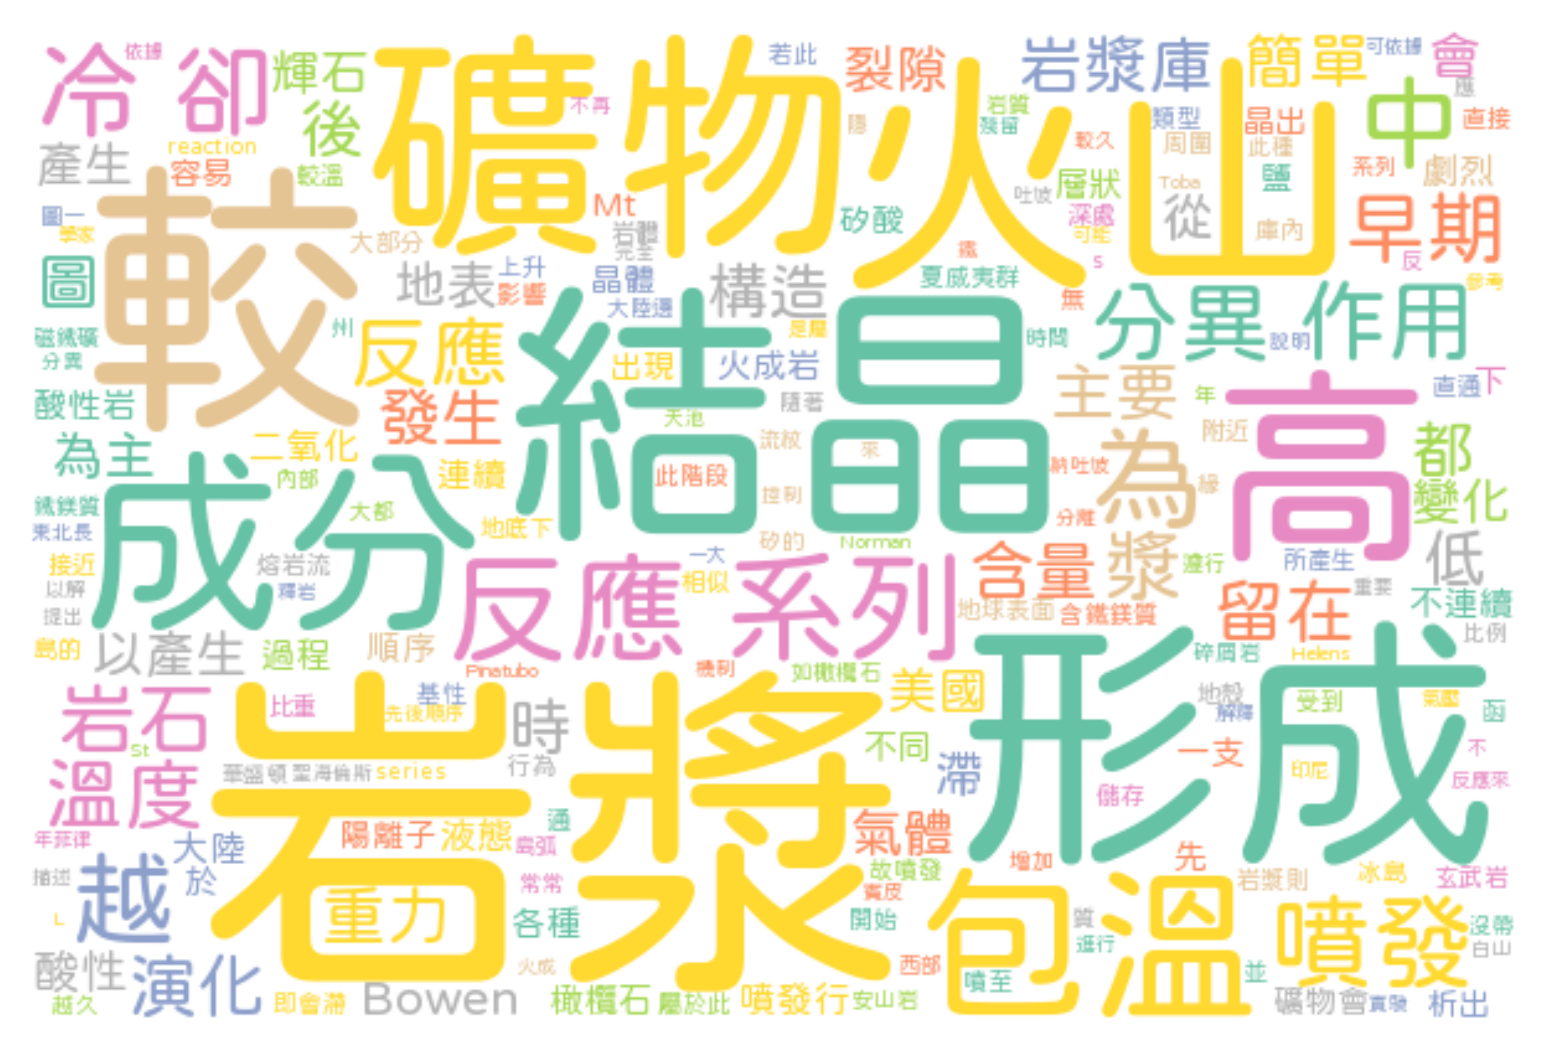 冷卻
依據
輝石
後
礦物
火山
若此
裂隙
岩漿庫
簡單
可依據
會
應
中
直接
不再
岩質
殘留
隱
較久
類型
周圍
晶出
此種
系列
劇烈
產生
reaction
容易
較溫
Mt
矽酸
吐坡
層狀
深處
可能
Toba
鹽
從
庫內
早期
反
參考
圖一
學家
圖
較
大部分
岩體
完全
地表
上升
影響
晶體
大陸邊
構造
處
夏威夷群
s
無
分異
作用
磁鐵礦
分異
州
反應
結晶
出現
是屬
火成岩
時間
說明
酸性岩
發生
天池
隨著
主要
年
直通
下
高
為主
二氧化
內部
連續
流紋
來
此階段
納吐坡
為
附近
緣
都
變化
成分
鐵鎂質
東北長
大都
地底下
控制
矽的
Norman
分離
接近
以解
提出
熔岩流
釋岩
一大
相似
反應
系列
含量
漿
所產生
低
重要
不連續
地球表面
含鐵鎂質
留在
比例
島的
以產生
過程
順序
Pinatubo
機制
如橄欖石
形成
碎屑岩
Helens
岩石
比重
基性
先後順序
時
美國
地殼
解釋
受到
氣壓
St
溫度
岩漿
華盛頓
聖海倫斯
series
行為
不同
滯
一支
印尼
不
反應來
儲存
年菲律
大陸
於
陽離子
液態
通
島弧
氣體
故噴發
增加
先
岩漿則
冰島
玄武岩
描述
越
L
重力
常常
各種
賓皮
開始
包
溫
質
進行
噴發
沒帶
白山
酸性
演化
越久
即會滯
Bowen
火成
橄欖石
屬於此
噴發行
安山岩
西部
噴至
並
礦物會
實驗
析出